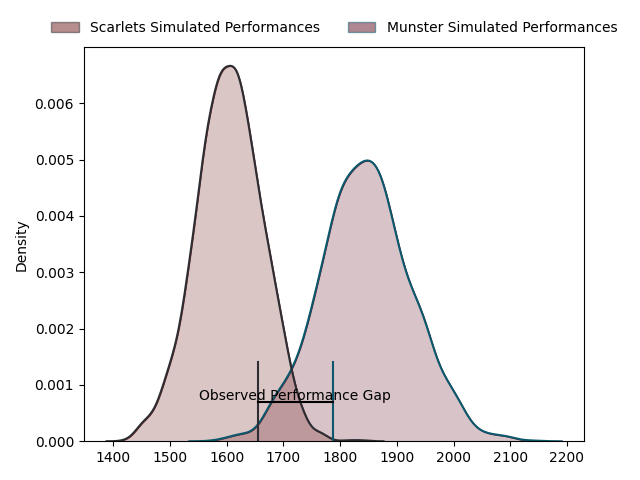 Scarlets Simulated Performances
Munster Simulated Performances
Density
0.006
0.005
0.004
0.003
0.002
0.001
0.000
Observed Performance Gap
1400 1500 1600 1700 1800 1900 2000 2100 2200